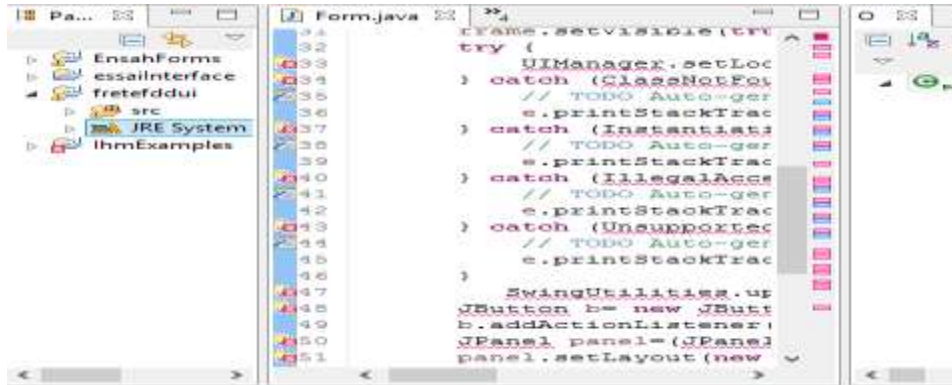 Pa...
EnsahForms
essaiInterface
fretefddui
src
JRE System
IhmExamples
Form.java
4
31 frame.setVisible(tru
32 try {
33 UIManager.setLoc
34 } catch (ClassNotFou
35 // TODO Auto-ger
36 e.printStackTrac
37 } catch (Instantiati
38 // TODO Auto-ger
39 e.printStackTrac
40 } catch (IllegalAcce
41 // TODO Auto-ger
42 e.printStackTrac
43 } catch (Unsupported
44 // TODO Auto-ger
45 e.printStackTrac
46 }
47 SwingUtilities.up
48 JButton b= new JButt
49 b.addActionListener(
50 JPanel panel=(JPanel
51 panel.setLayout(new
O